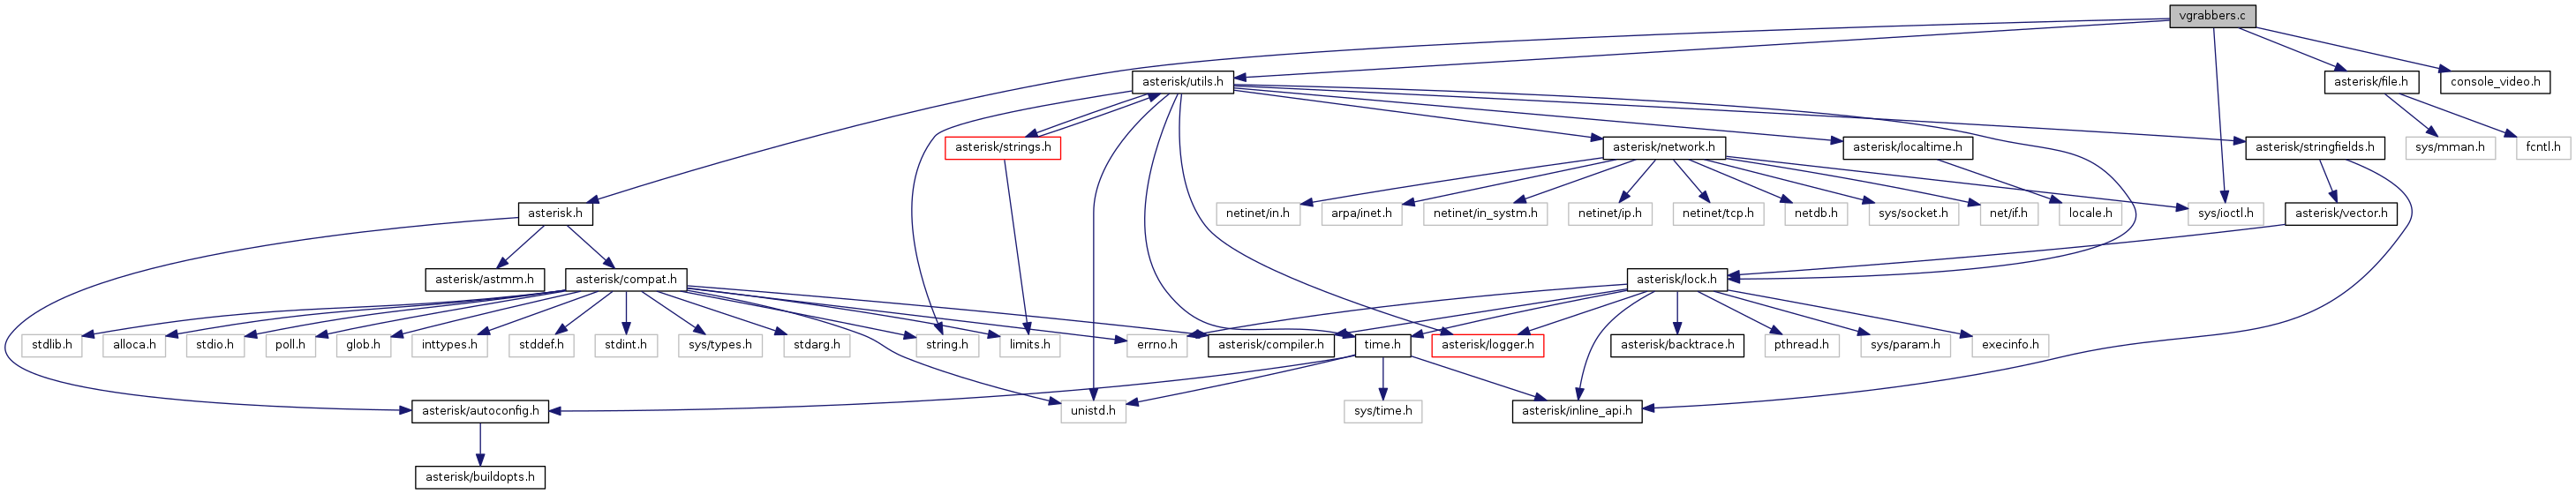 vgrabbers.c
asterisk/utils.h
asterisk/file.h
console_video.h
asterisk/strings.h
asterisk/network.h
asterisk/localtime.h
asterisk/stringfields.h
sys/mman.h
fcntl.h
asterisk.h
netinet/in.h
arpa/inet.h
netinet/in_systm.h
netinet/ip.h
netinet/tcp.h
netdb.h
sys/socket.h
net/if.h
locale.h
sys/ioctl.h
asterisk/vector.h
asterisk/astmm.h
asterisk/compat.h
asterisk/lock.h
stdlib.h
alloca.h
stdio.h
poll.h
glob.h
inttypes.h
stddef.h
stdint.h
sys/types.h
stdarg.h
string.h
limits.h
errno.h
asterisk/compiler.h
time.h
asterisk/logger.h
asterisk/backtrace.h
pthread.h
sys/param.h
execinfo.h
asterisk/autoconfig.h
unistd.h
sys/time.h
asterisk/inline_api.h
asterisk/buildopts.h